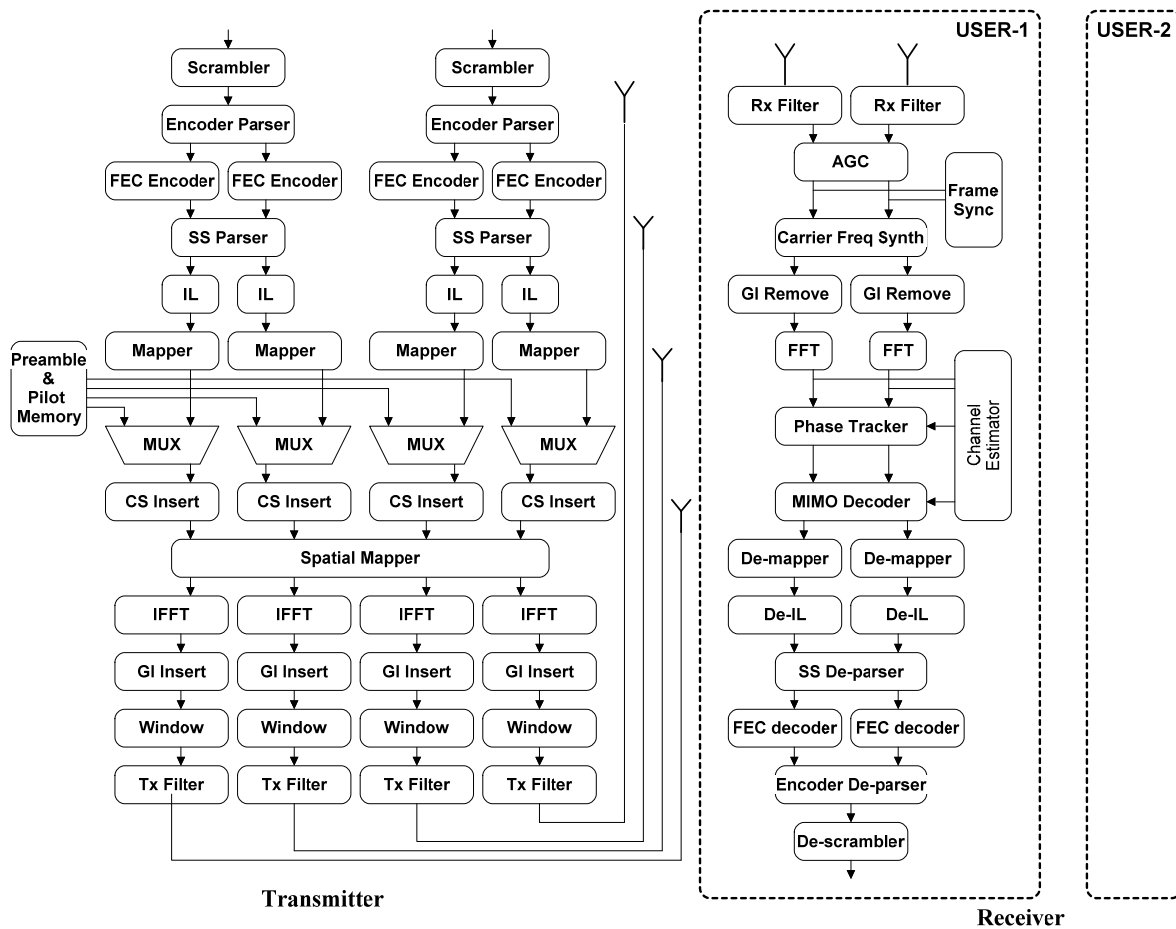 USER-1
USER-2
Scrambler
Scrambler
Encoder Parser
Encoder Parser
FEC Encoder
FEC Encoder
FEC Encoder
FEC Encoder
SS Parser
SS Parser
IL
IL
IL
IL
Mapper
Mapper
Mapper
Mapper
Preamble
&
Pilot
Memory
MUX
MUX
MUX
MUX
CS Insert
CS Insert
CS Insert
CS Insert
Spatial Mapper
IFFT
IFFT
IFFT
IFFT
GI Insert
GI Insert
GI Insert
GI Insert
Window
Window
Window
Window
Tx Filter
Tx Filter
Tx Filter
Tx Filter
Transmitter
Rx Filter
Rx Filter
AGC
Frame
Sync
Carrier Freq Synth
GI Remove
GI Remove
FFT
FFT
Phase Tracker
Channel
Estimator
MIMO Decoder
De-mapper
De-mapper
De-IL
De-IL
SS De-parser
FEC decoder
FEC decoder
Encoder De-parser
De-scrambler
Receiver